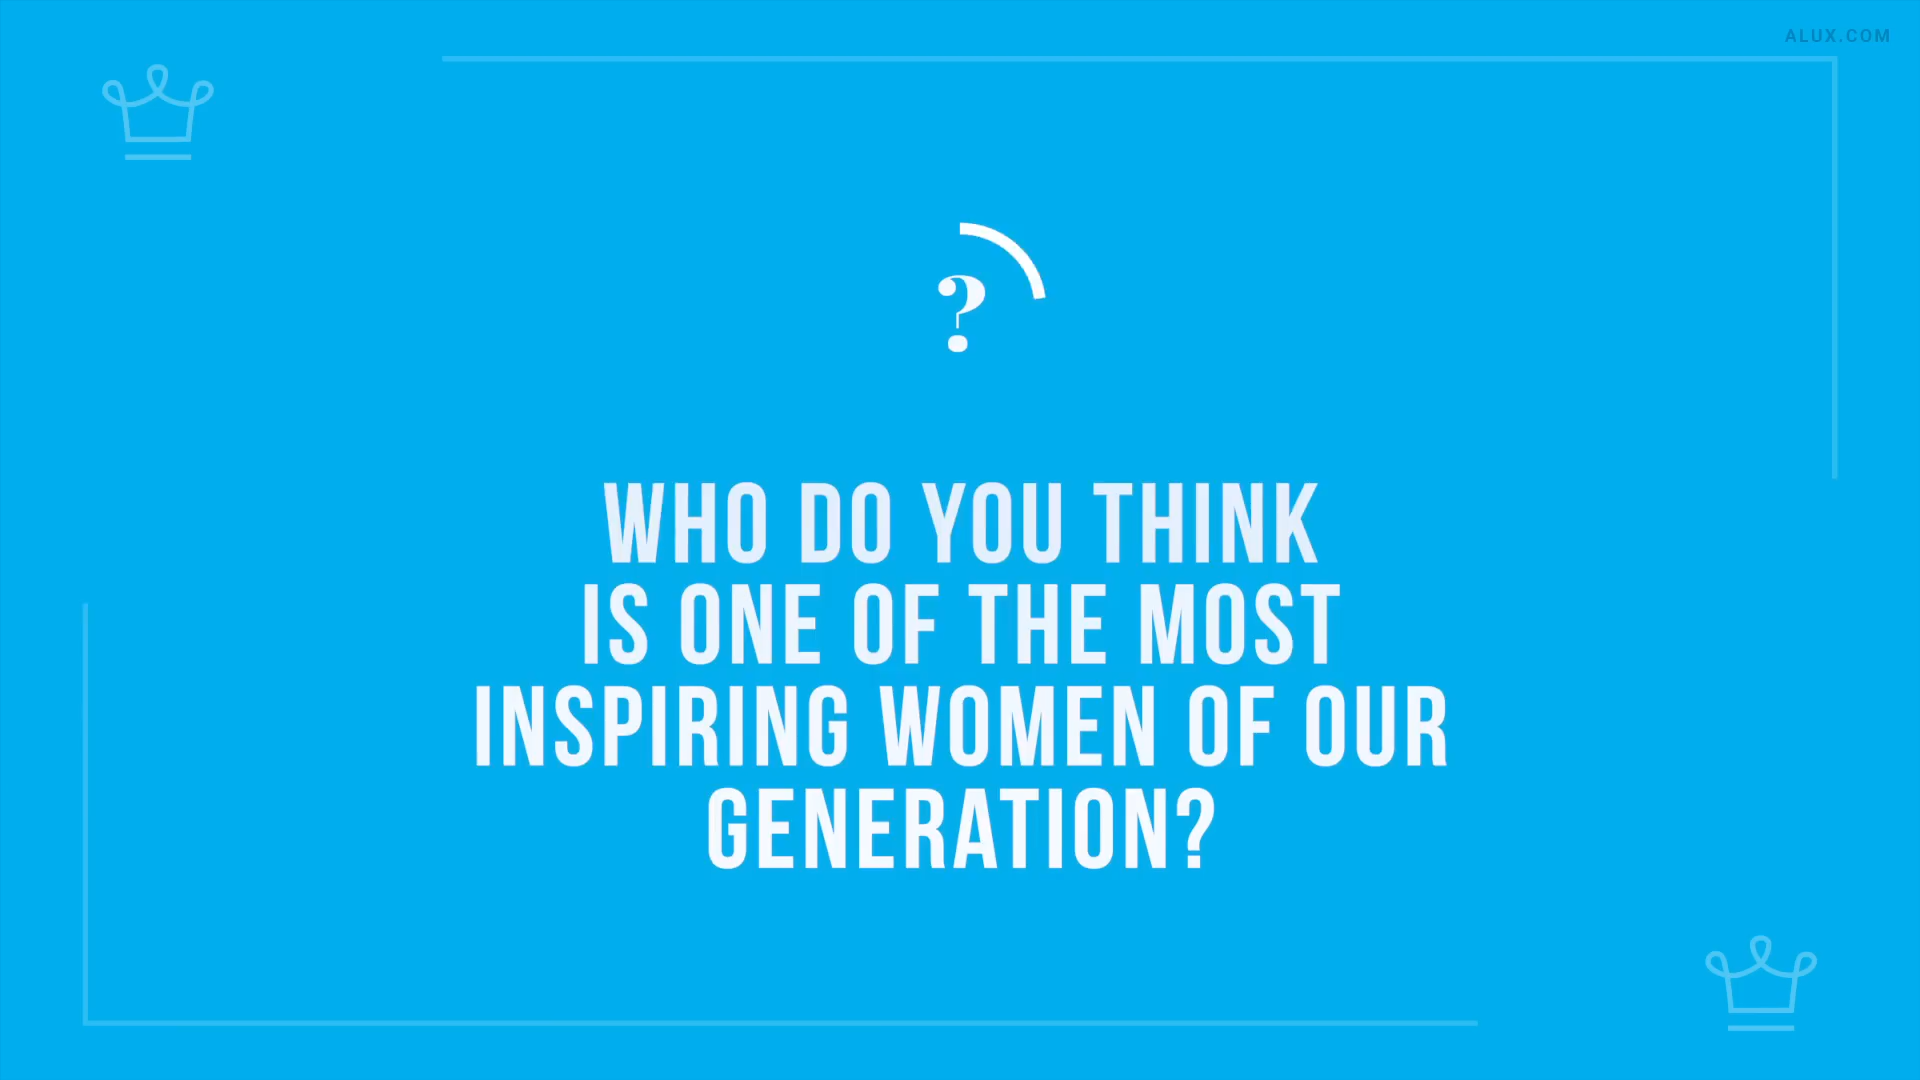 ALUX.COM
?
WHO DO YOU THINK
IS ONE OF THE MOST
INSPIRING WOMEN OF OUR
GENERATION?